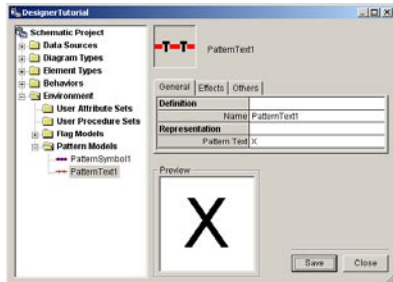 DesignerTutorial
Schematic Project
Data Sources
Diagram Types
Element Types
Behaviors
Environment
User Attribute Sets
User Procedure Sets
Flag Models
Pattern Models
PatternSymbol1
PatternText1
T T
PatternText1
General Effects Others
Definition
Name PatternText1
Representation
Pattern Text X
Preview
X
Save Close